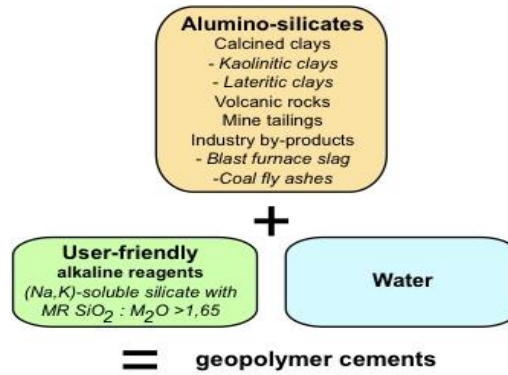 Alumino-silicates
Calcined clays
- Kaolinitic clays
- Lateritic clays
Volcanic rocks
Mine tailings
Industry by-products
- Blast furnace slag
-Coal fly ashes
+
User-friendly
alkaline reagents
(Na,K)-soluble silicate with
MR SiO2 : M2O >1,65
Water
= geopolymer cements